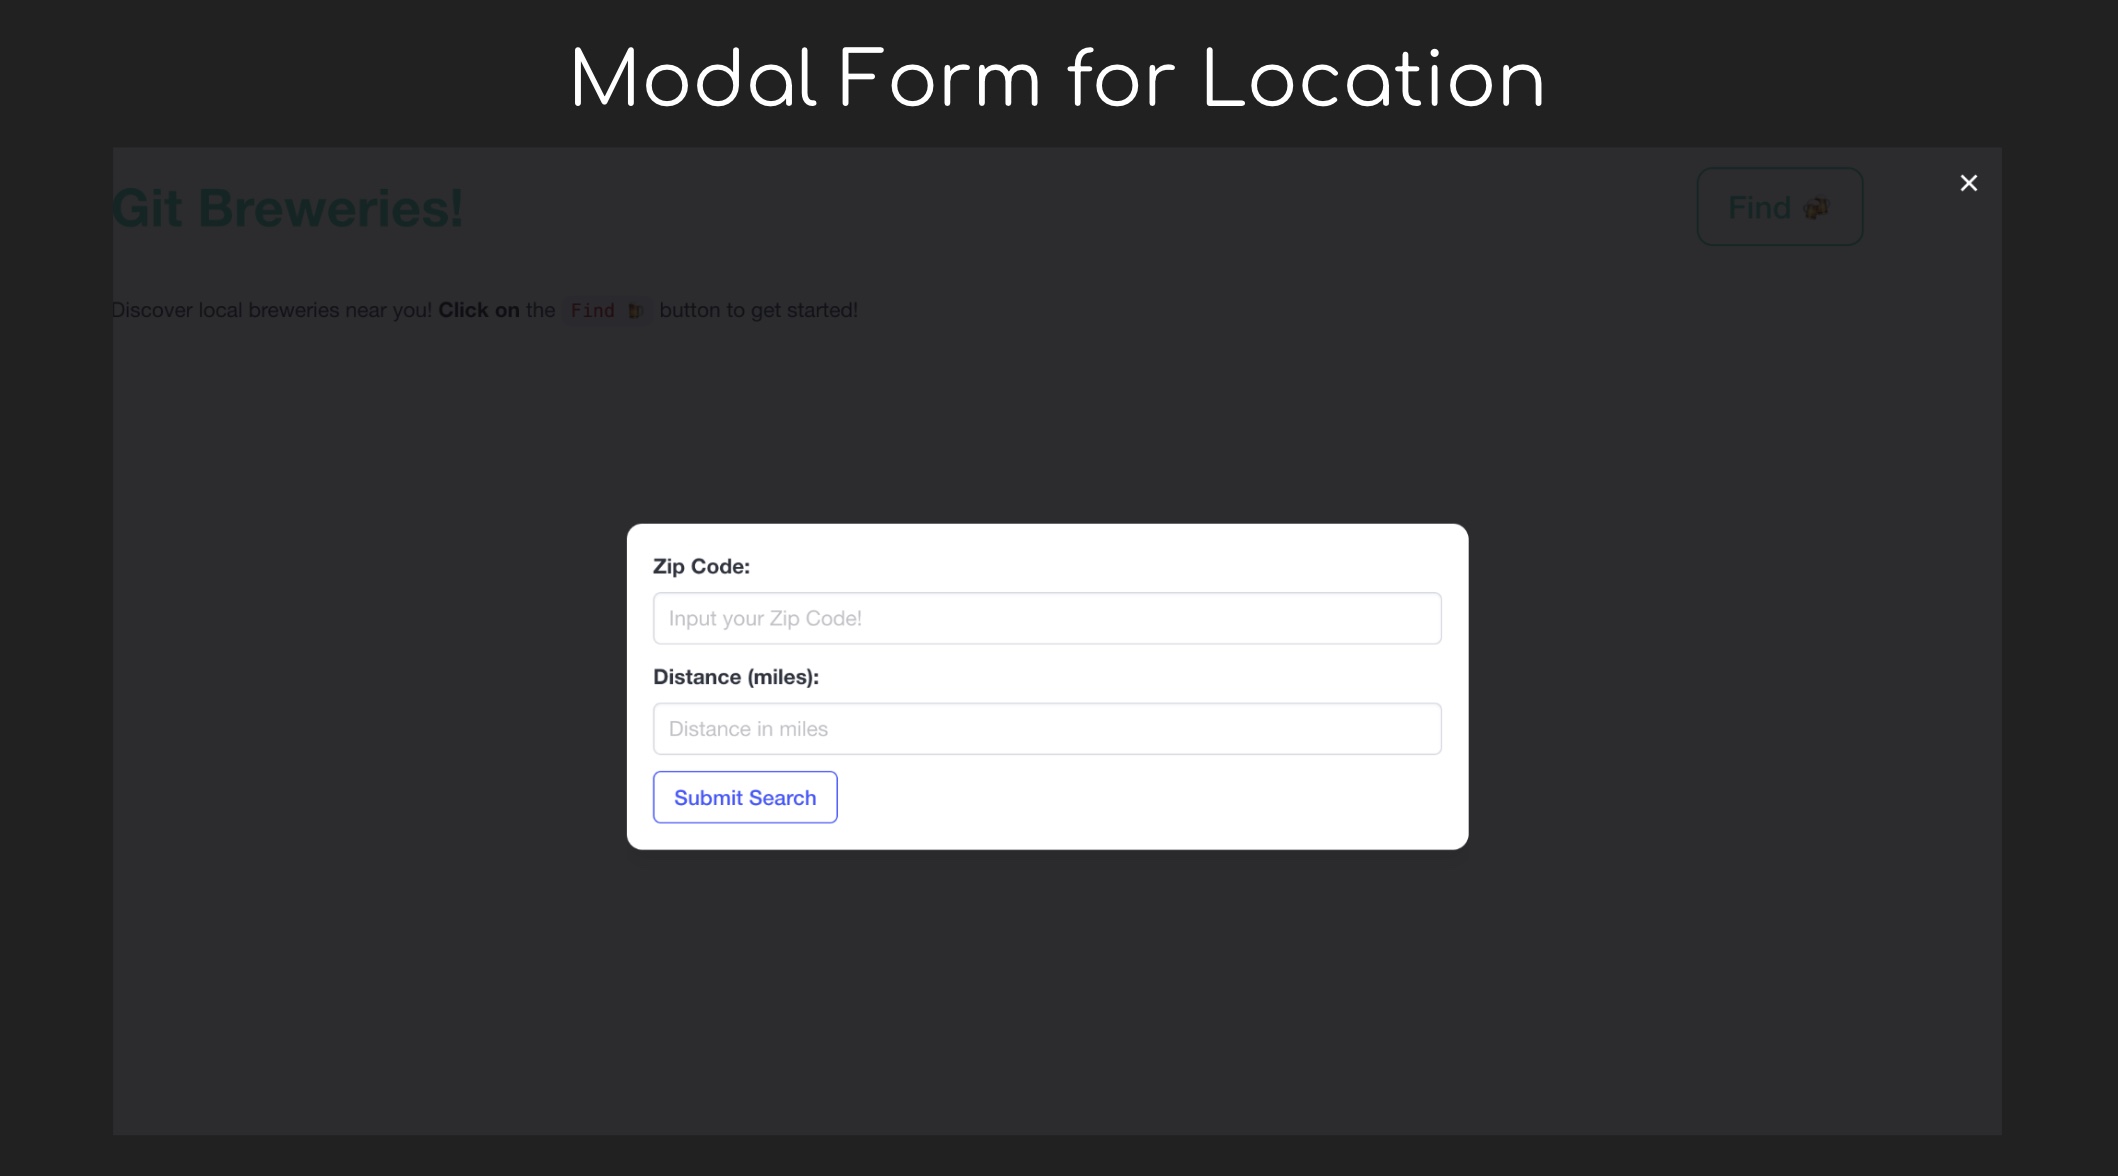 Modal Form for Location
Git Breweries!
Find 🍻
Discover local breweries near you! Click on the Find 🍺 button to get started!
Zip Code:
Input your Zip Code!
Distance (miles):
Distance in miles
Submit Search